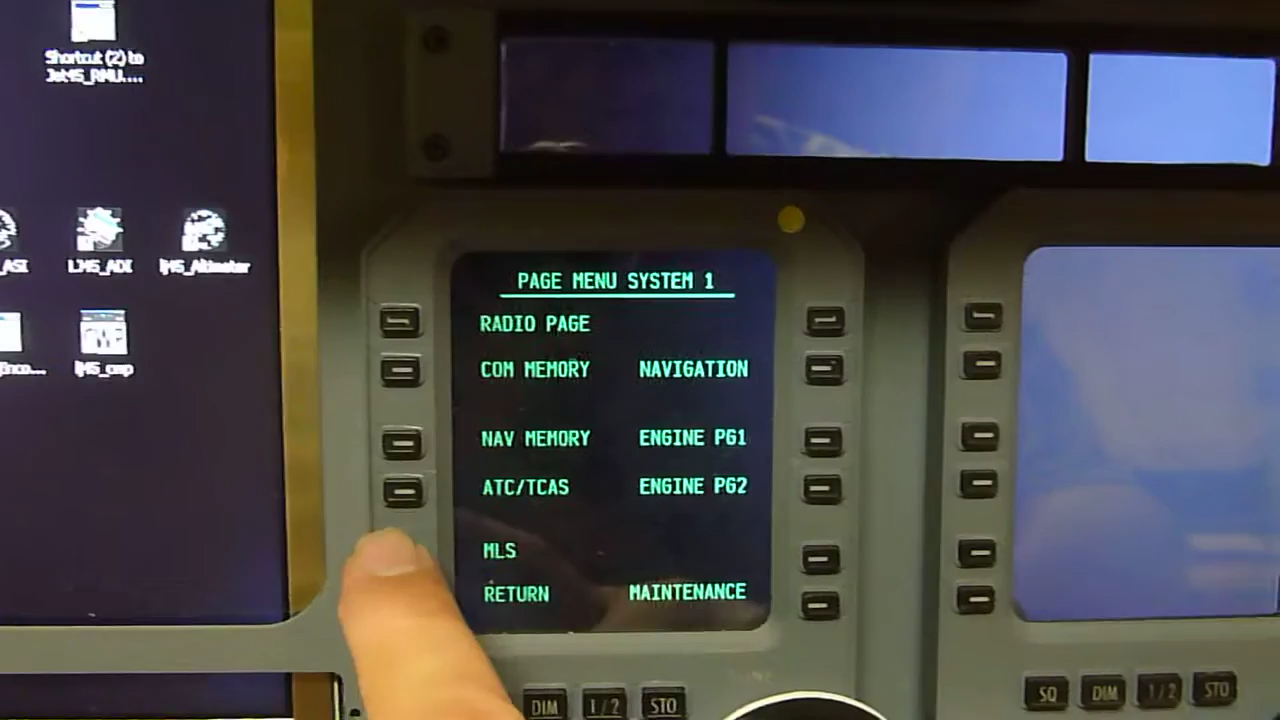 Shortcut (2) to
Jet45_RMU....
_ASI
LJ45_ADI
lj45_Altimeter
lj45_cmp
PAGE MENU SYSTEM 1
RADIO PAGE
COM MEMORY NAVIGATION
NAV MEMORY ENGINE PG1
ATC/TCAS ENGINE PG2
MLS
RETURN MAINTENANCE
DIM 1/2 STO
SQ DIM 1/2 STO